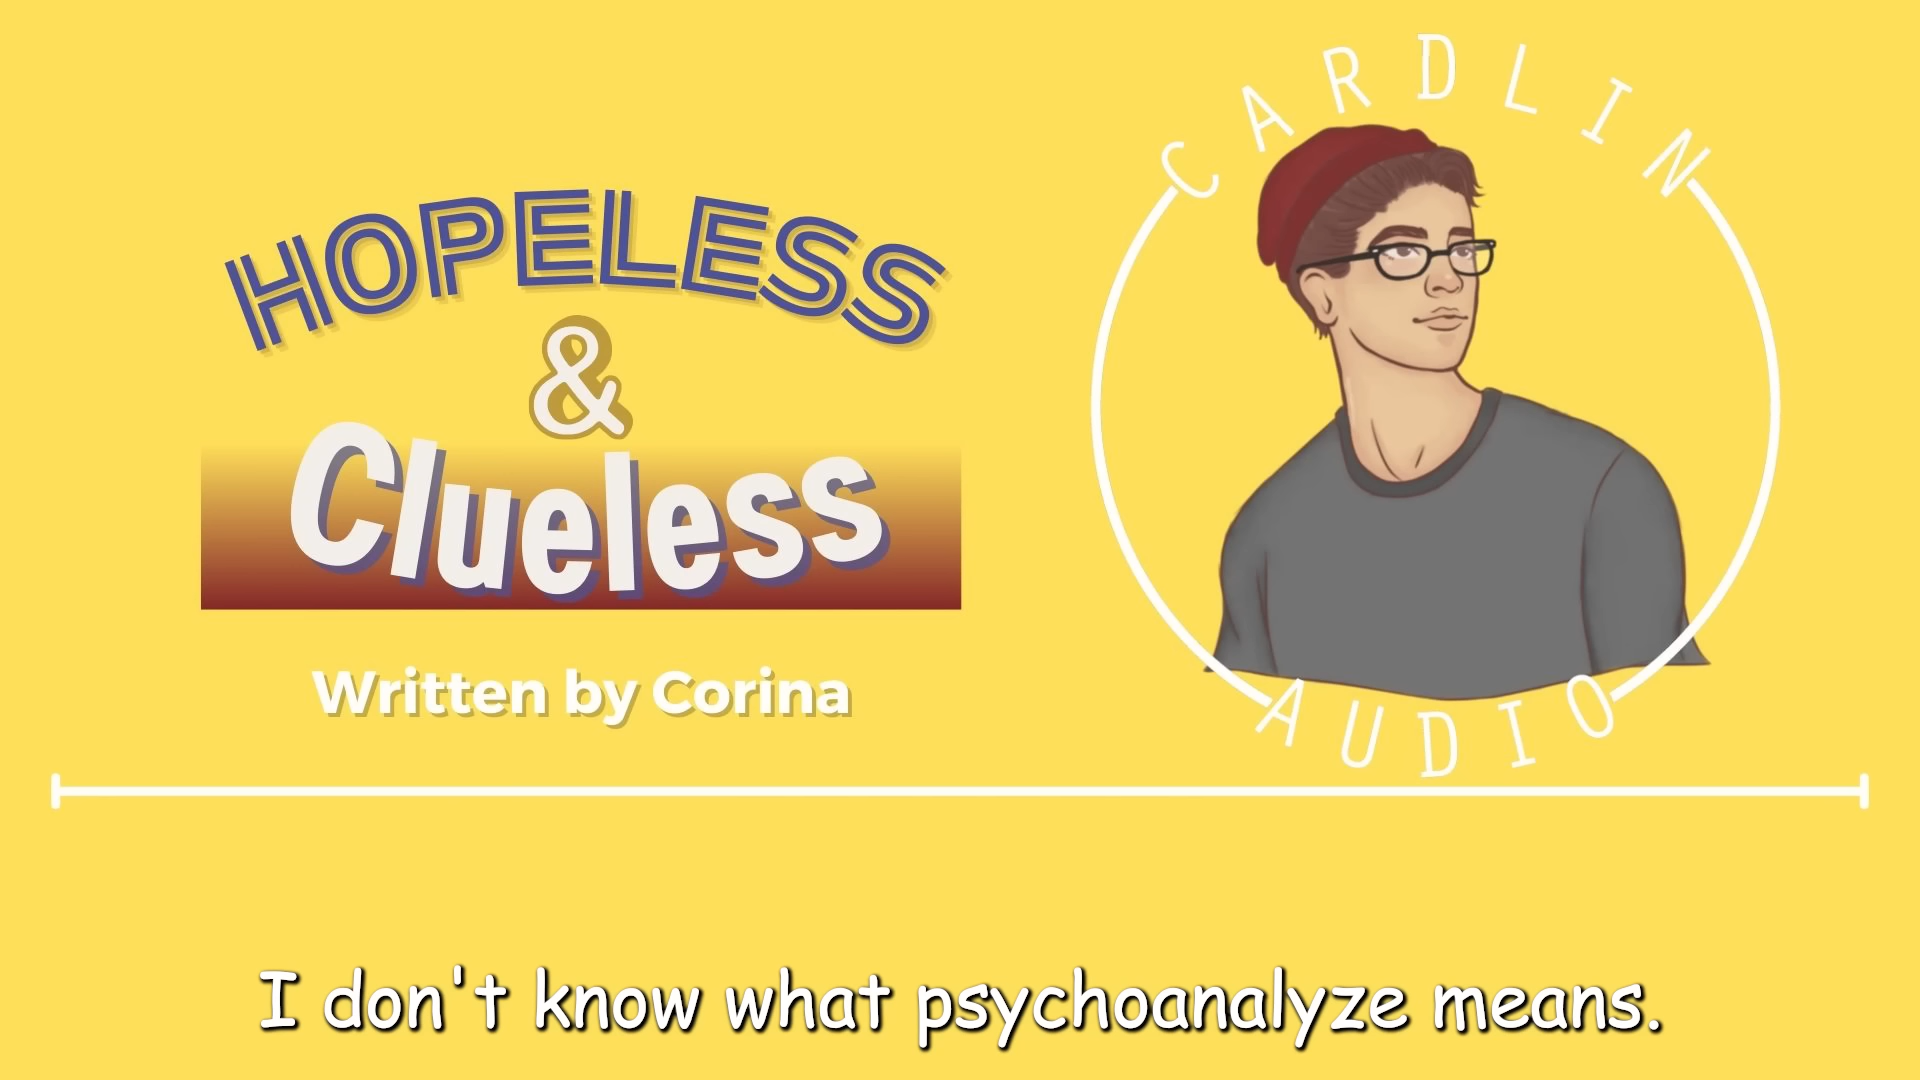 HOPELESS
&
Clueless
Written by Corina
CARDLIN
AUDIO
I don't know what psychoanalyze means.